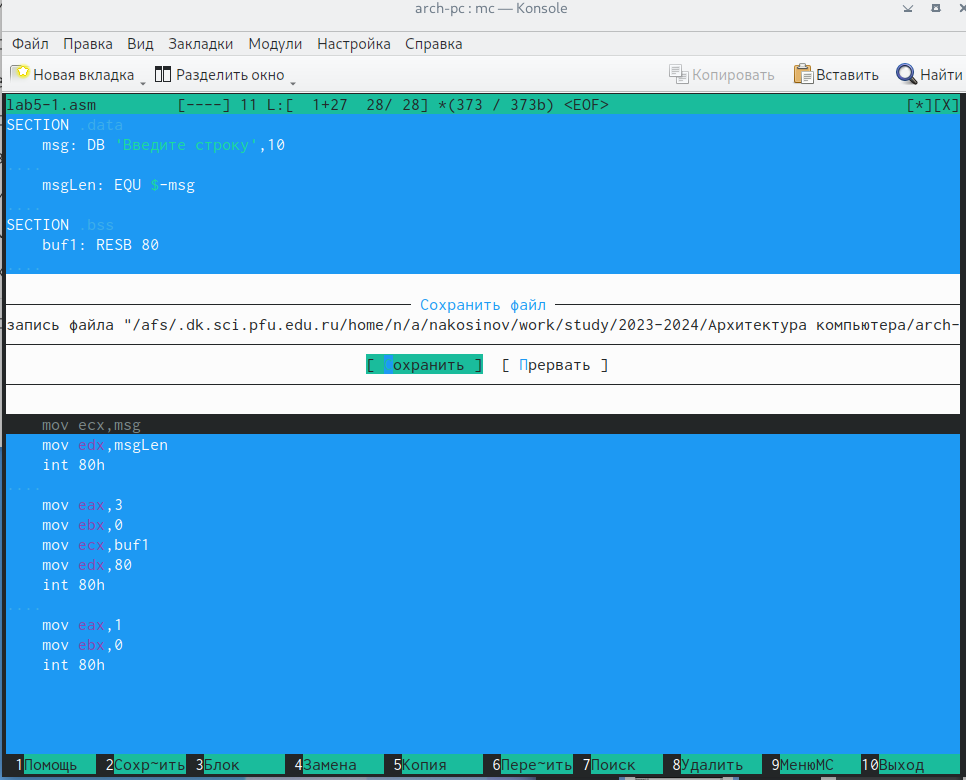 arch-pc : mc — Konsole
Файл Правка Вид Закладки Модули Настройка Справка
Новая вкладка Разделить окно Копировать Вставить Найти
lab5-1.asm [----] 11 L:[ 1+27 28/ 28] *(373 / 373b) <EOF> [*][X]
SECTION .data
msg: DB 'Введите строку',10
....
msgLen: EQU $-msg
....
SECTION .bss
buf1: RESB 80
....
Сохранить файл
запись файла "/afs/.dk.sci.pfu.edu.ru/home/n/a/nakosinov/work/study/2023-2024/Архитектура компьютера/arch-
[ Сохранить ] [ Прервать ]
mov ecx,msg
mov edx,msgLen
int 80h
....
mov eax,3
mov ebx,0
mov ecx,buf1
mov edx,80
int 80h
....
mov eax,1
mov ebx,0
int 80h
1Помощь 2Сохр~ить 3Блок 4Замена 5Копия 6Пере~ить 7Поиск 8Удалить 9МенюMC 10Выход